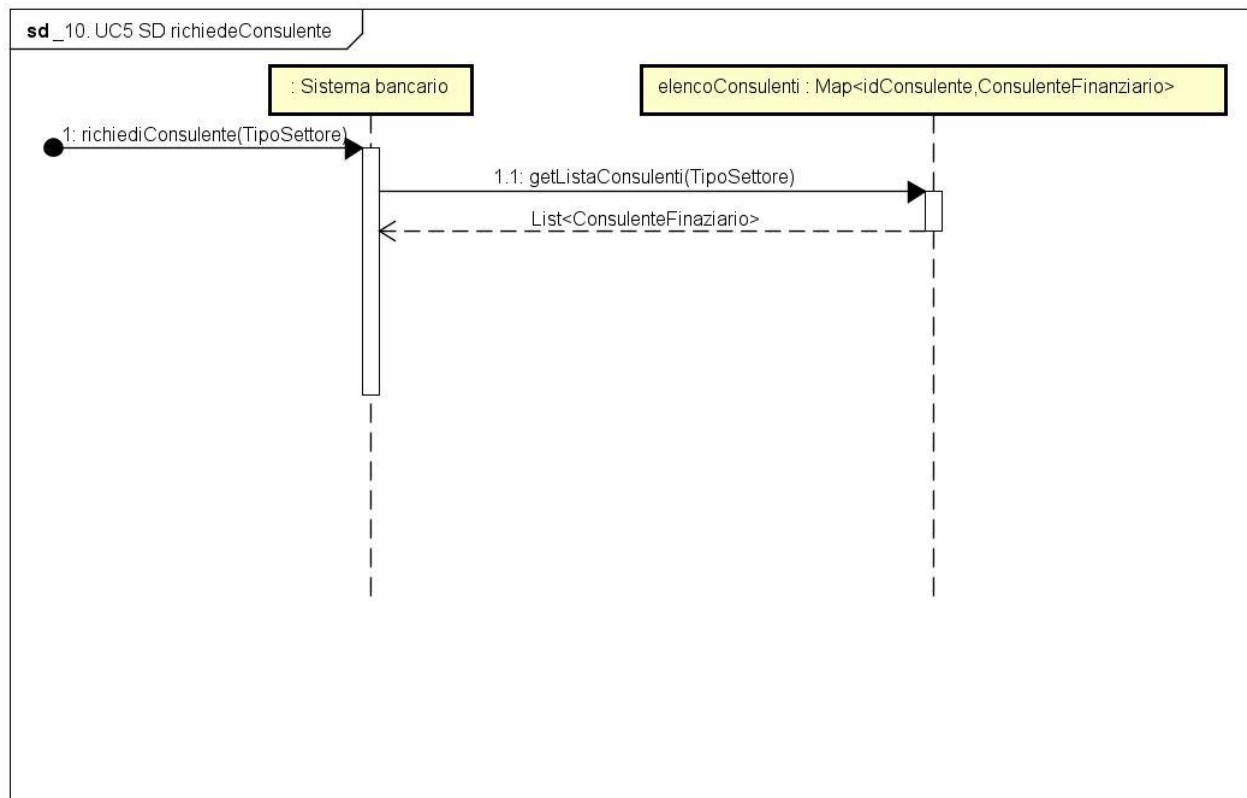 sd _10. UC5 SD richiedeConsulente
: Sistema bancario
elencoConsulenti : Map<idConsulente,ConsulenteFinanziario>
1: richiediConsulente(TipoSettore)
1.1: getListaConsulenti(TipoSettore)
List<ConsulenteFinaziario>